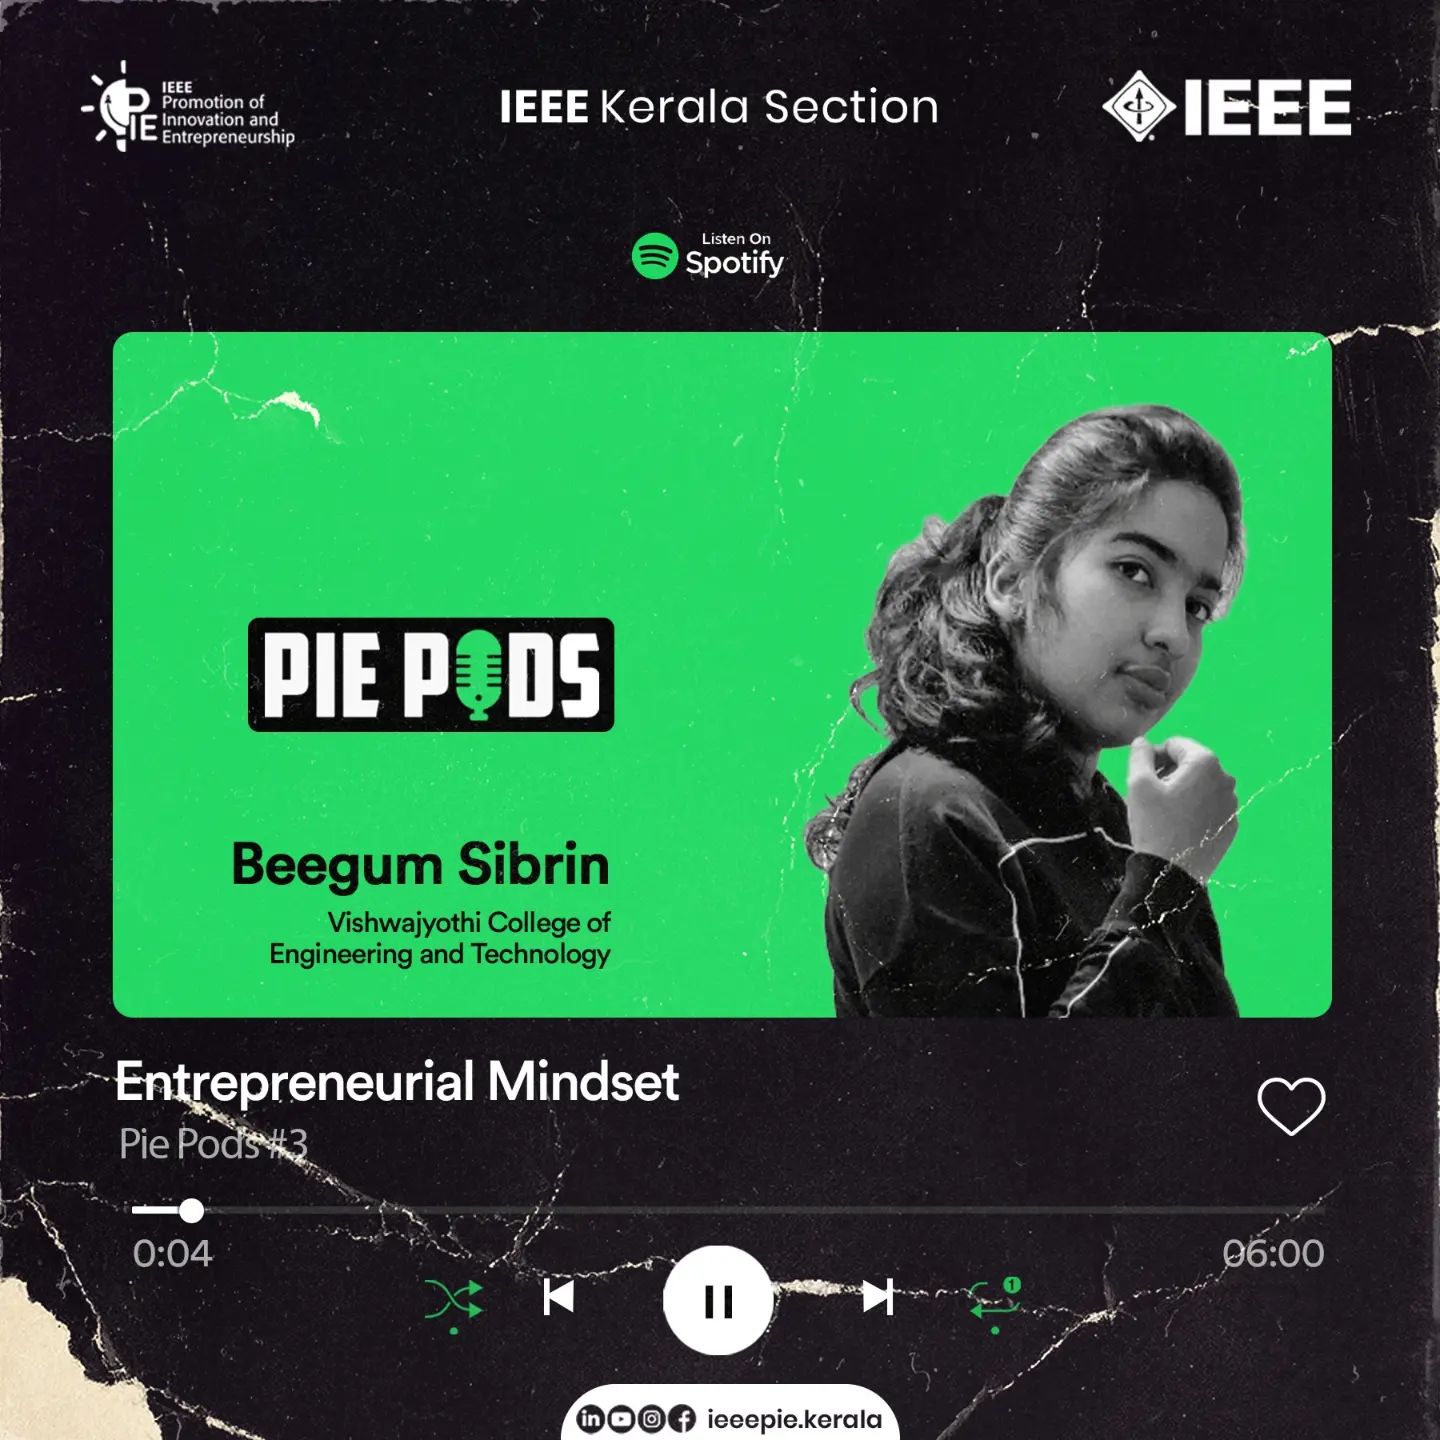 IEEE
Promotion of
Innovation and
Entrepreneurship
PIE
IEEE Kerala Section
IEEE
Listen On
Spotify
PIE PODS
Beegum Sibrin
Vishwajyothi College of
Engineering and Technology
Entrepreneurial Mindset
Pie Pods #3
0:04
06:00
1
in
ieeepie.kerala